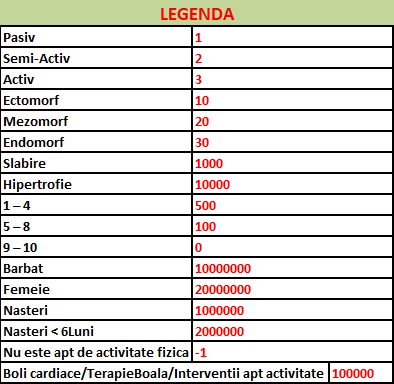 LEGENDA
Pasiv 1
Semi-Activ 2
Activ 3
Ectomorf 10
Mezomorf 20
Endomorf 30
Slabire 1000
Hipertrofie 10000
1 – 4 500
5 – 8 100
9 – 10 0
Barbat 10000000
Femeie 20000000
Nasteri 1000000
Nasteri < 6Luni 2000000
Nu este apt de activitate fizica -1
Boli cardiace/TerapieBoala/Interventii apt activitate 100000